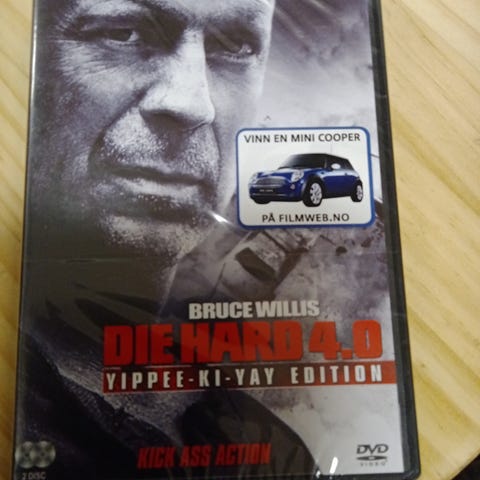 VINN EN MINI COOPER
PÅ FILMWEB.NO
BRUCE WILLIS
DIE HARD 4.0
YIPPEE-KI-YAY EDITION
KICK ASS ACTION
DVD
VIDEO
2 DISC